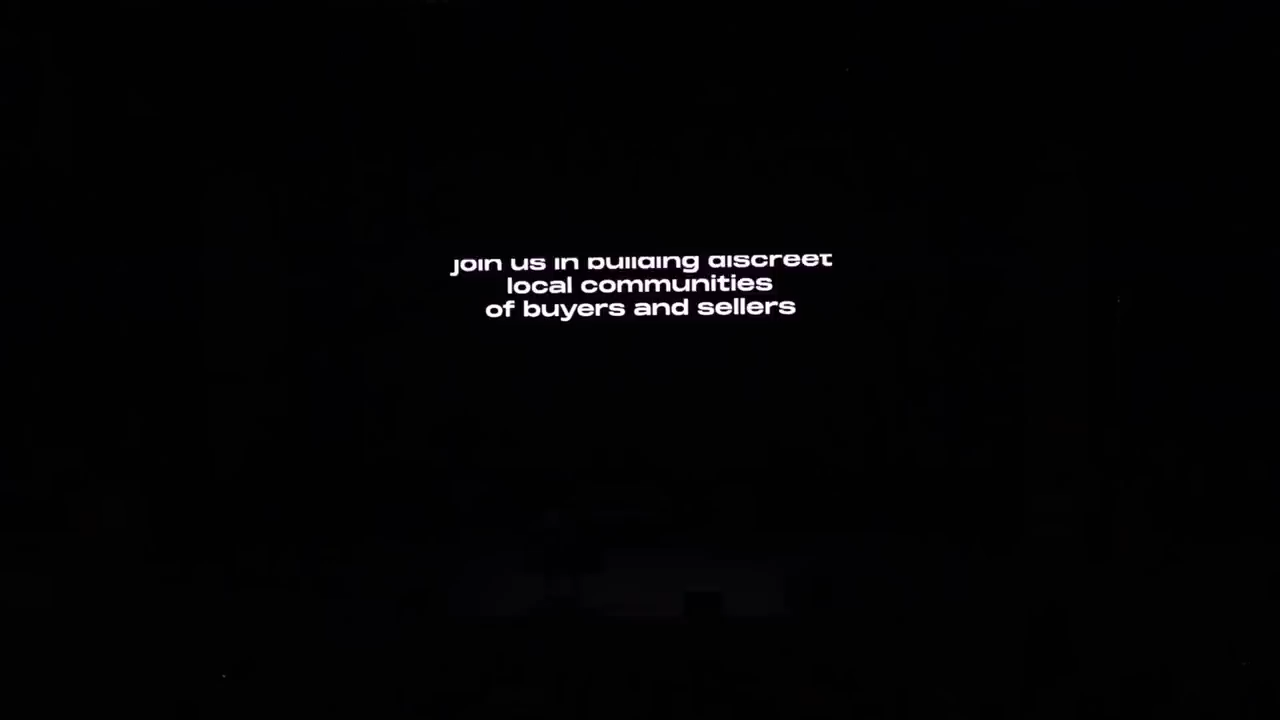 join us in building discreet
local communities
of buyers and sellers